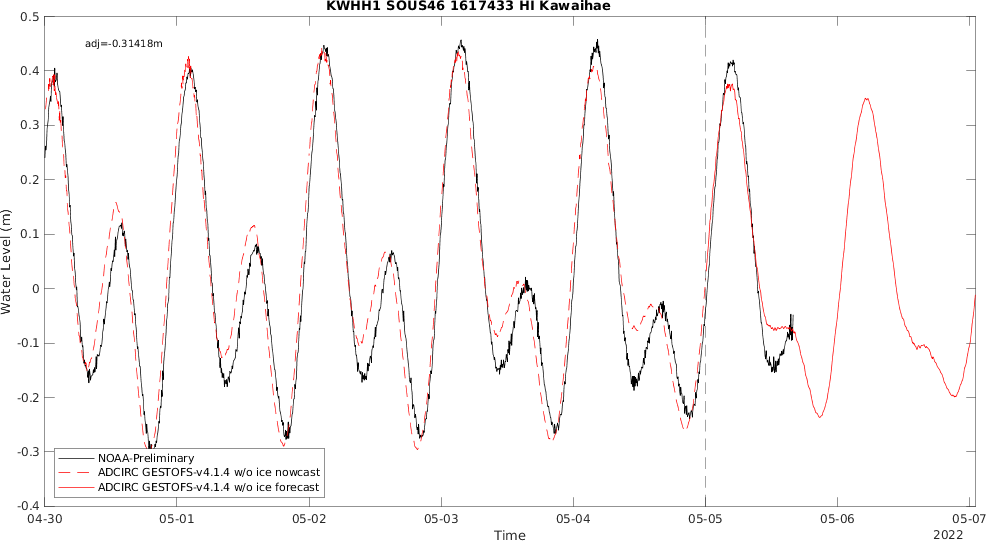 KWHH1 SOUS46 1617433 HI Kawaihae
adj=-0.31418m
0.5
0.4
0.3
0.2
0.1
0
-0.1
-0.2
-0.3
-0.4
Water Level (m)
NOAA-Preliminary
ADCIRC GESTOFS-v4.1.4 w/o ice nowcast
ADCIRC GESTOFS-v4.1.4 w/o ice forecast
04-30 05-01 05-02 05-03 05-04 05-05 05-06 05-07
Time
2022